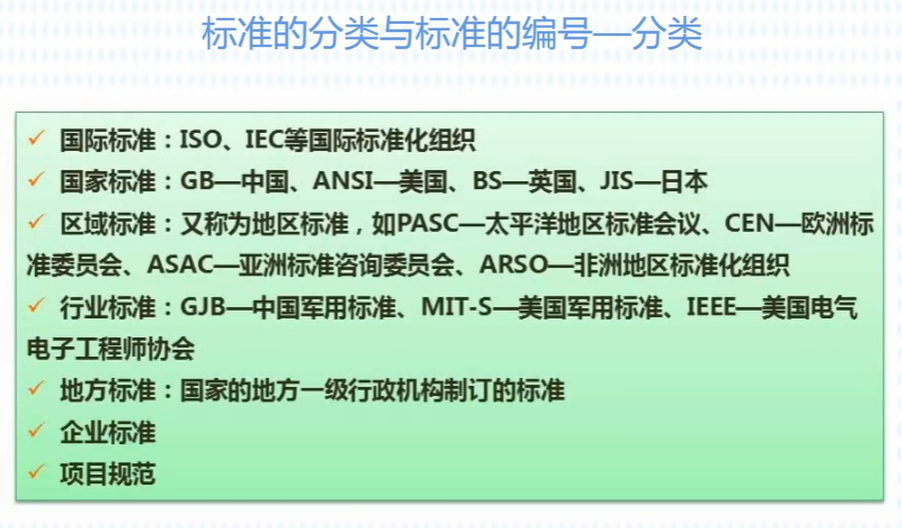 标准的分类与标准的编号—分类
✓ 国际标准：ISO、IEC等国际标准化组织
✓ 国家标准：GB—中国、ANSI—美国、BS—英国、JIS—日本
✓ 区域标准：又称为地区标准，如PASC—太平洋地区标准会议、CEN—欧洲标
准委员会、ASAC—亚洲标准咨询委员会、ARSO—非洲地区标准化组织
✓ 行业标准：GJB—中国军用标准、MIT-S—美国军用标准、IEEE—美国电气
电子工程师协会
✓ 地方标准：国家的地方一级行政机构制订的标准
✓ 企业标准
✓ 项目规范